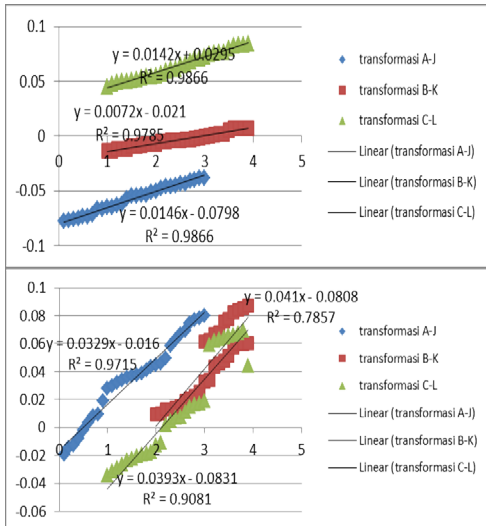 0.1
y = 0.0142x + 0.0295
R² = 0.9866
0.05
y = 0.0072x - 0.021
R² = 0.9785
0
0 1 2 3 4 5
-0.05
y = 0.0146x - 0.0798
R² = 0.9866
-0.1
transformasi A-J
transformasi B-K
transformasi C-L
Linear (transformasi A-J)
Linear (transformasi B-K)
Linear (transformasi C-L)
0.1
y = 0.041x - 0.0808
R² = 0.7857
0.08
0.06
y = 0.0329x - 0.016
R² = 0.9715
0.04
0.02
0
0 1 2 3 4 5
-0.02
-0.04
y = 0.0393x - 0.0831
R² = 0.9081
-0.06
transformasi A-J
transformasi B-K
transformasi C-L
Linear (transformasi A-J)
Linear (transformasi B-K)
Linear (transformasi C-L)